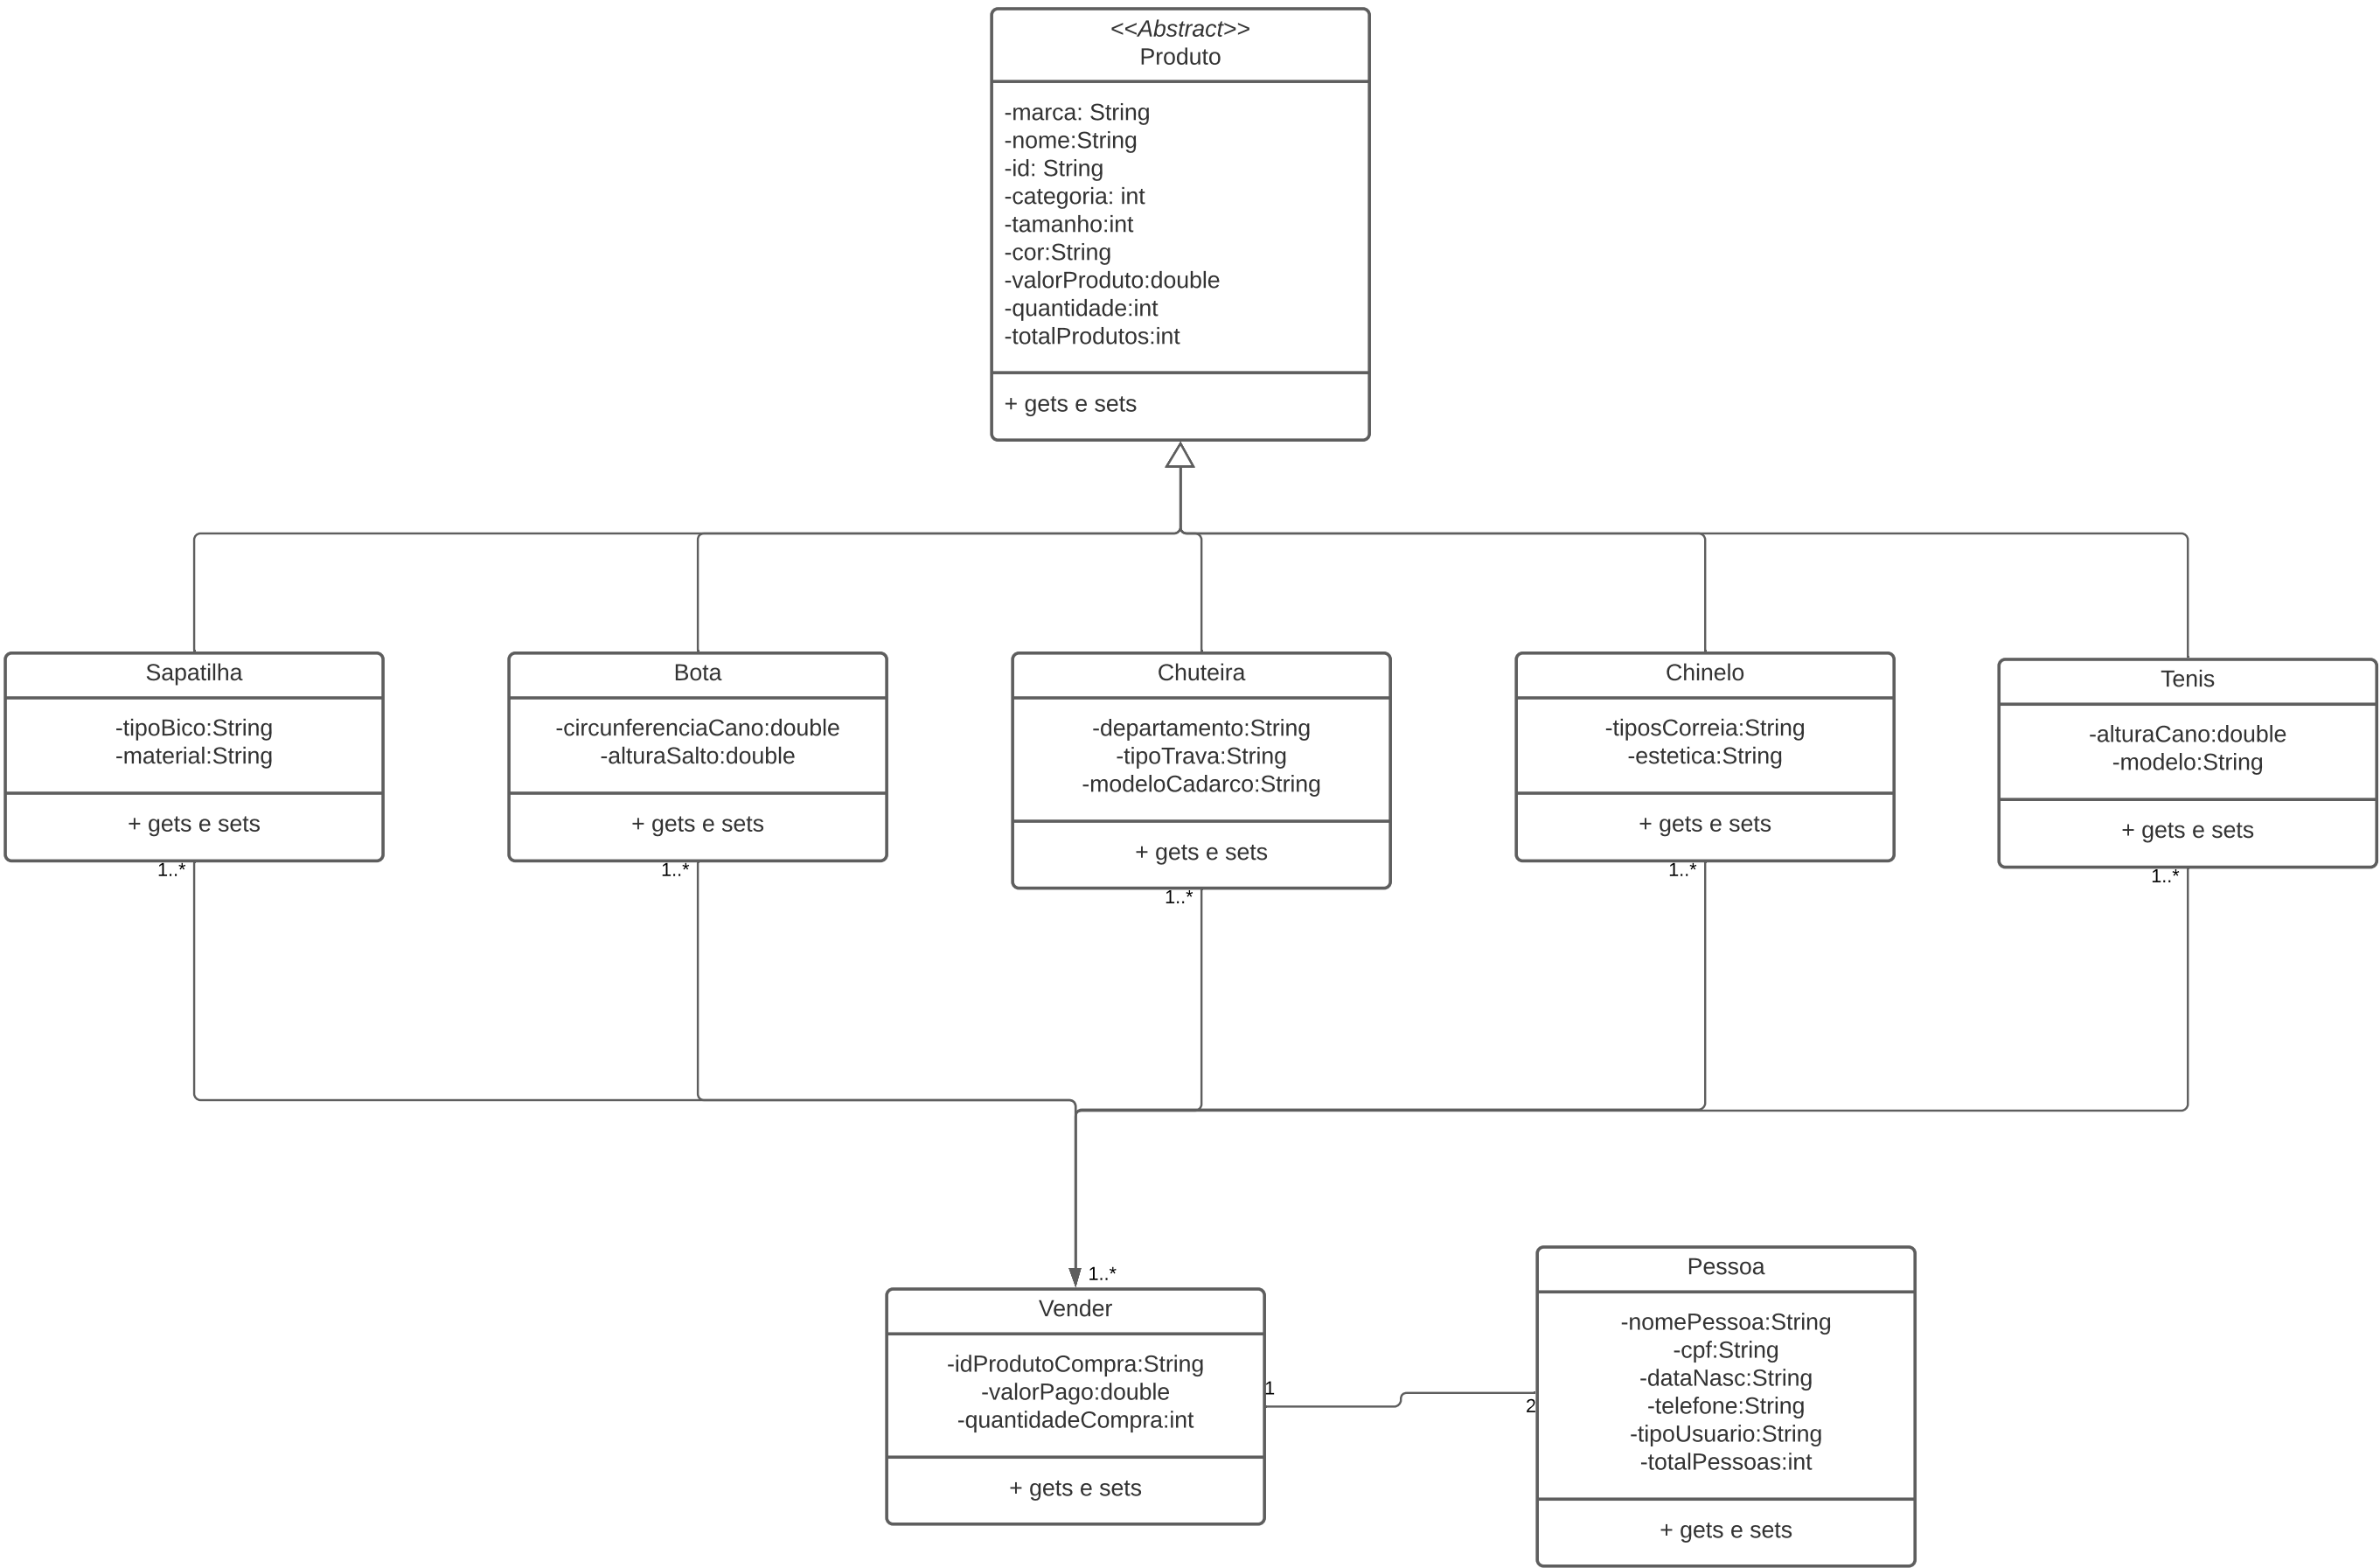 <<Abstract>>
Produto
-marca: String
-nome:String
-id: String
-categoria: int
-tamanho:int
-cor:String
-valorProduto:double
-quantidade:int
-totalProdutos:int
+ gets e sets
Sapatilha
-tipoBico:String
-material:String
+ gets e sets
1..*
Bota
-circunferenciaCano:double
-alturaSalto:double
+ gets e sets
1..*
Chuteira
-departamento:String
-tipoTrava:String
-modeloCadarco:String
+ gets e sets
1..*
Chinelo
-tiposCorreia:String
-estetica:String
+ gets e sets
1..*
Tenis
-alturaCano:double
-modelo:String
+ gets e sets
1..*
1..*
Vender
-idProdutoCompra:String
-valorPago:double
-quantidadeCompra:int
+ gets e sets
1
2
Pessoa
-nomePessoa:String
-cpf:String
-dataNasc:String
-telefone:String
-tipoUsuario:String
-totalPessoas:int
+ gets e sets